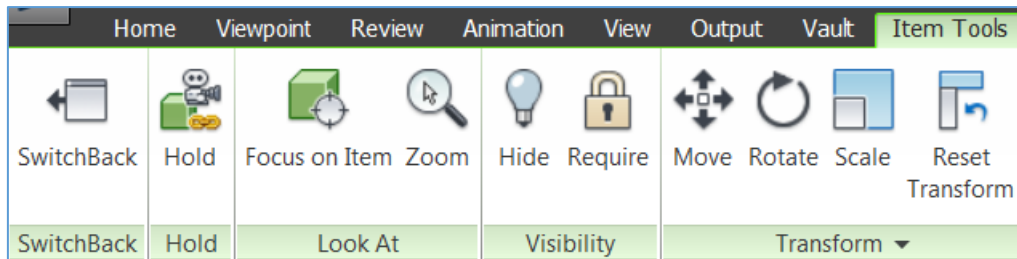 Home Viewpoint Review Animation View Output Vault Item Tools
SwitchBack Hold Focus on Item Zoom Hide Require Move Rotate Scale Reset
Transform
SwitchBack Hold Look At Visibility Transform